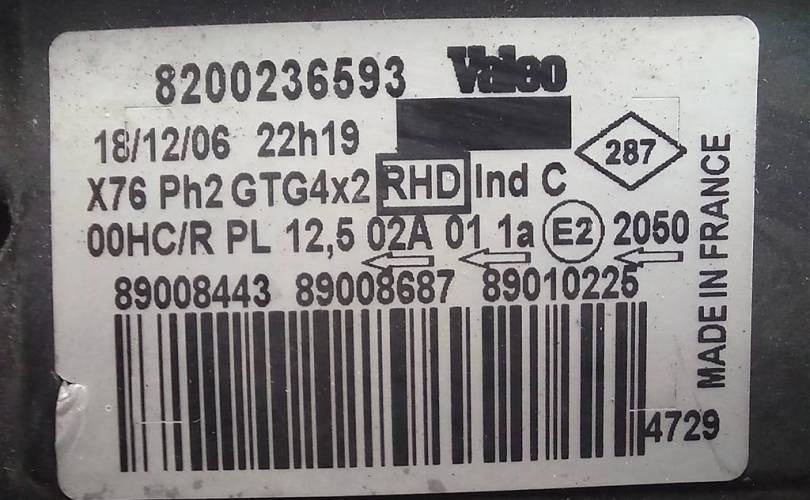 8200236593 Valeo
18/12/06 22h19
287
X76 Ph2 GTG4x2 RHD Ind C
00HC/R PL 12,5 02A 01 1a E2 2050
89008443 89008687 89010225
4729
MADE IN FRANCE